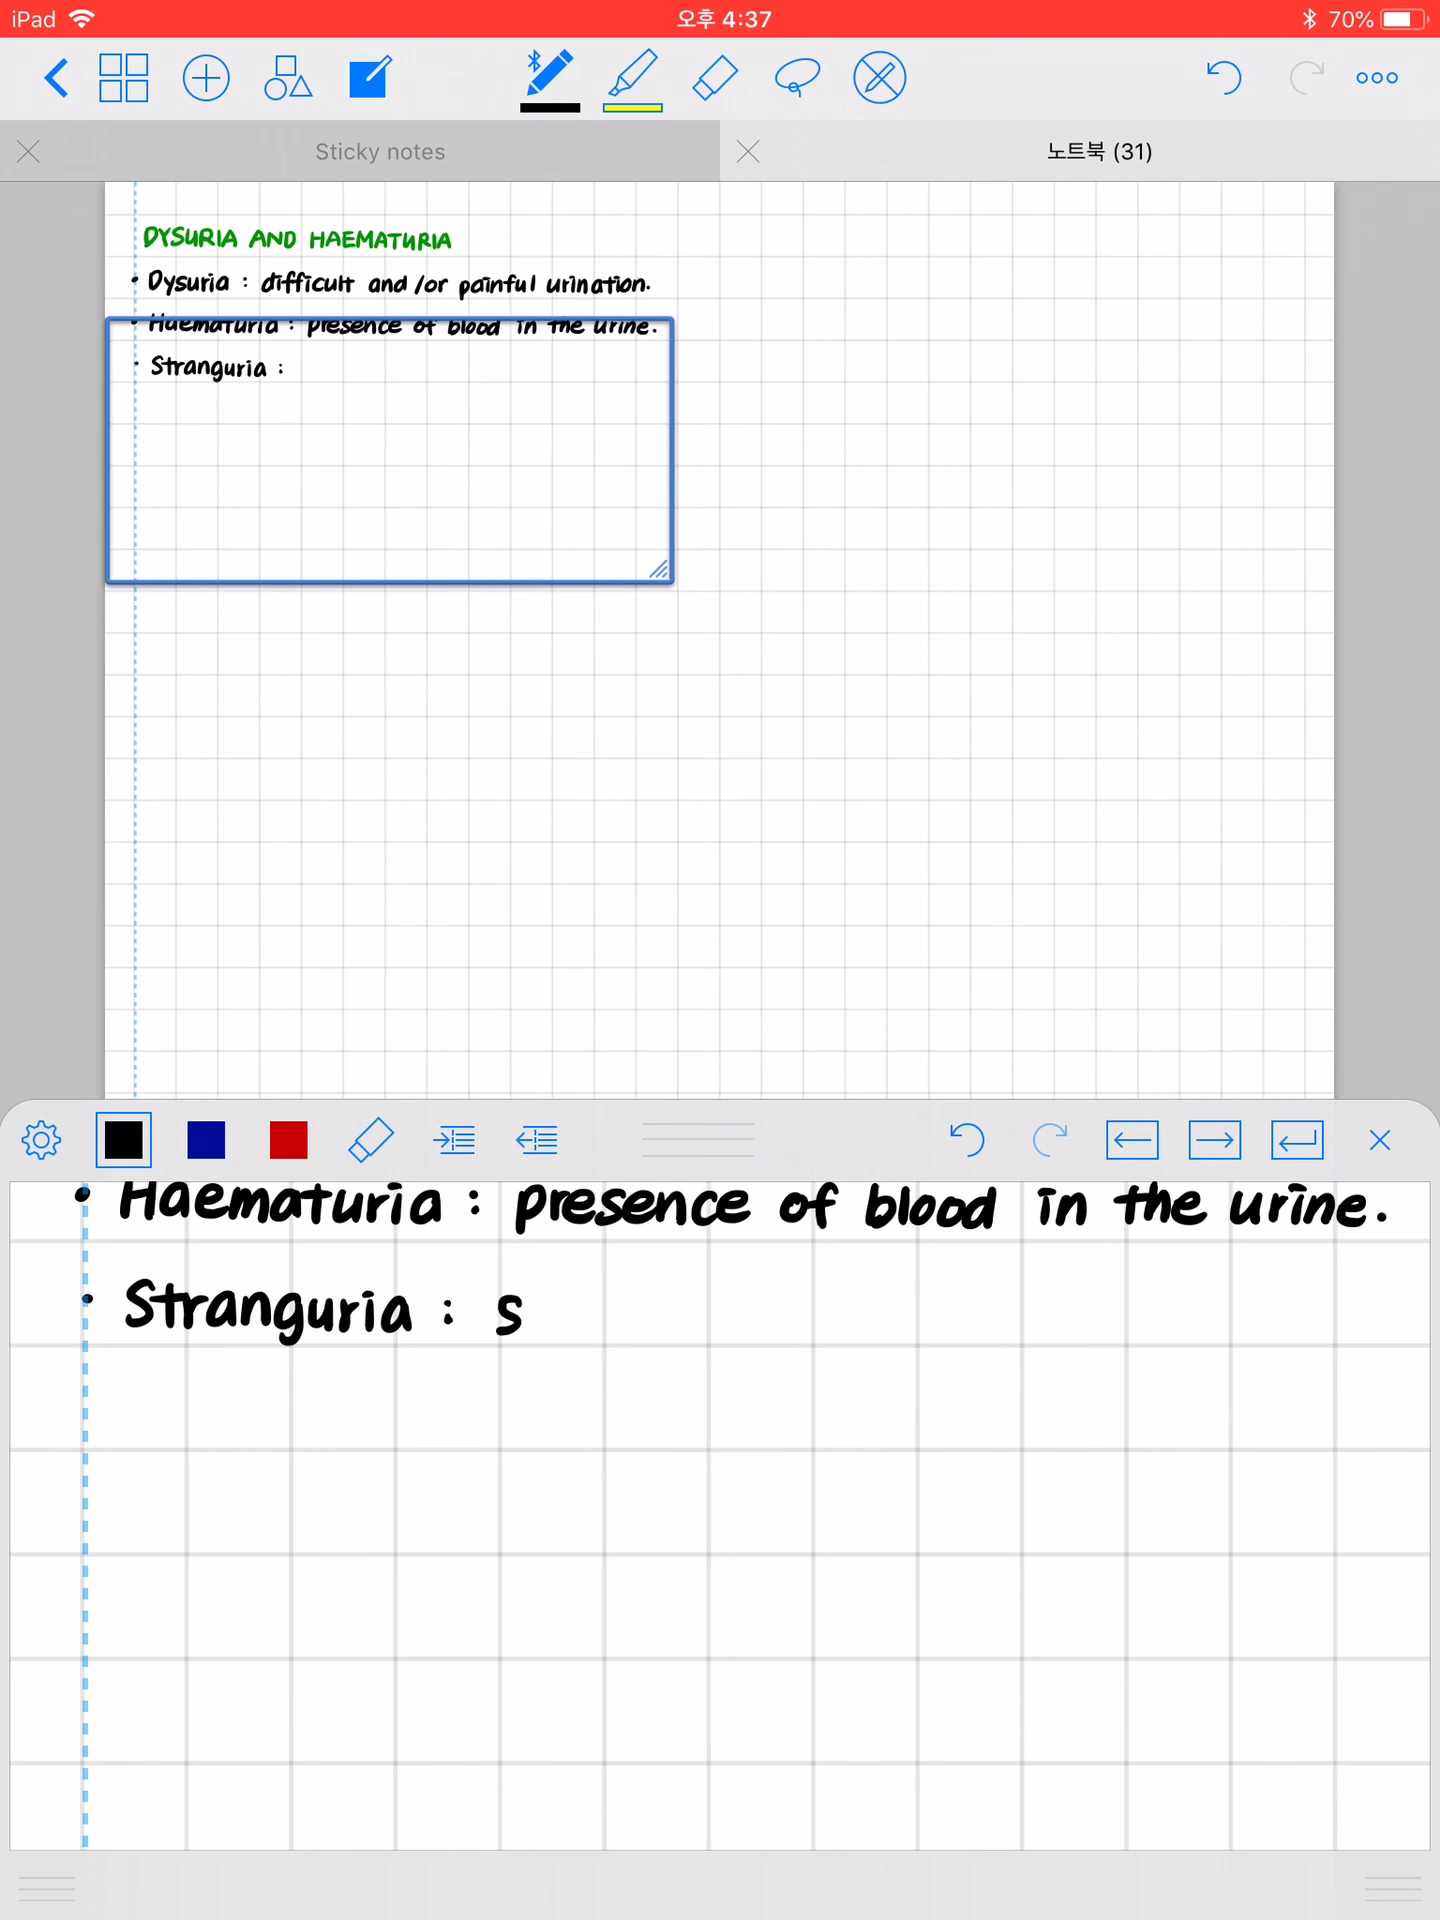 iPad 오후 4:37 70%
Sticky notes 노트북 (31)
DYSURIA AND HAEMATURIA
• Dysuria : difficult and /or painful urination.
• Haematuria : presence of blood in the urine.
• Stranguria :
• Haematuria : presence of blood in the urine.
• Stranguria : s